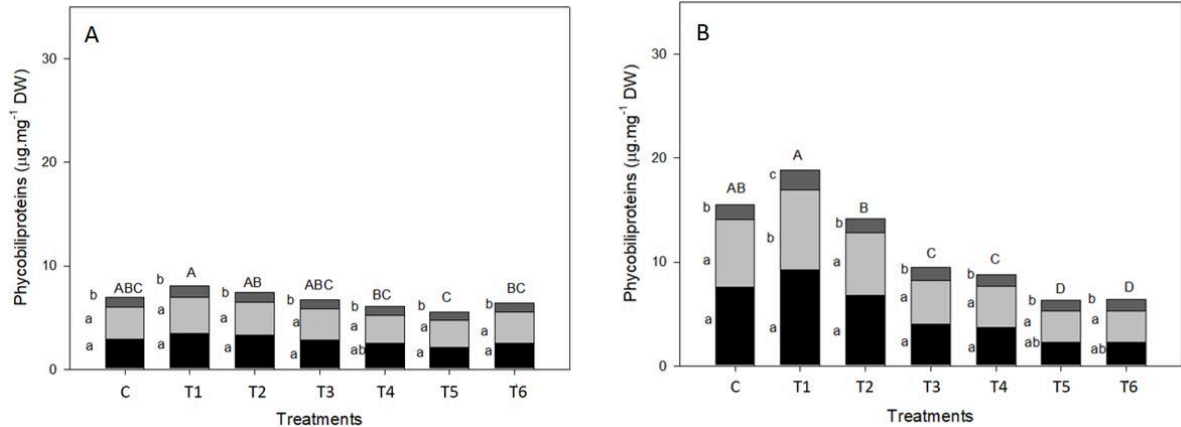 A
Phycobiliproteins (µg.mg⁻¹ DW)
30
20
10
0
b ABC
a
a
b A
a
a
b AB
a
a
b ABC
a
a
b BC
a
ab
b C
a
a
b BC
a
a
C T1 T2 T3 T4 T5 T6
Treatments
B
Phycobiliproteins (µg.mg⁻¹ DW)
30
20
10
0
AB
b
a
a
A
c
b
a
B
b
a
a
C
b
a
a
C
b
a
a
D
b
a
ab
D
b
a
ab
C T1 T2 T3 T4 T5 T6
Treatments